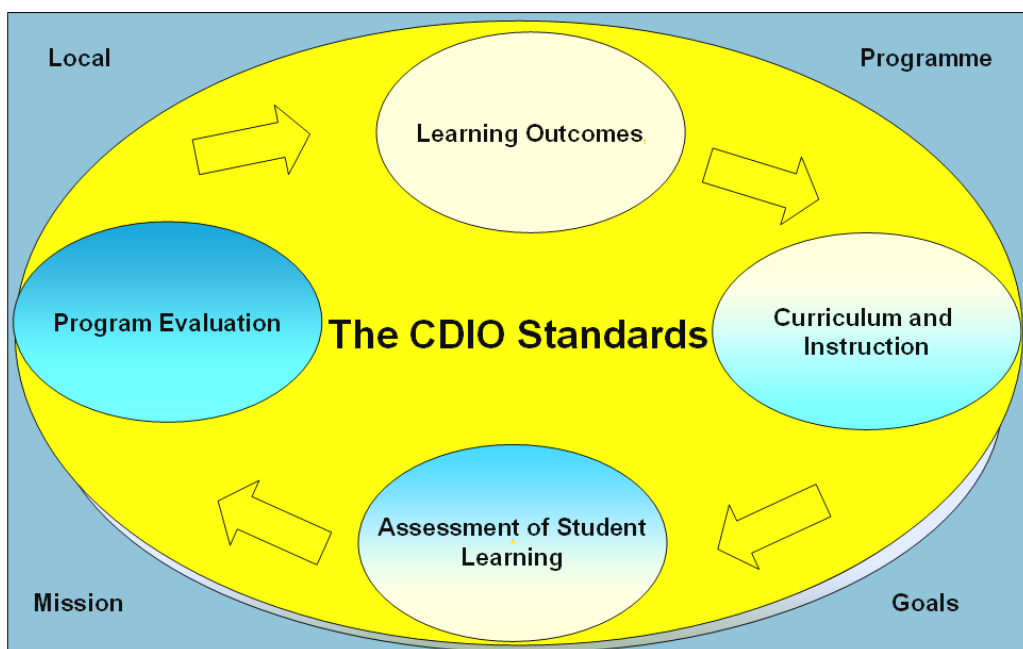 Local
Programme
Learning Outcomes
Program Evaluation
The CDIO Standards
Curriculum and
Instruction
Assessment of Student
Learning
Mission
Goals